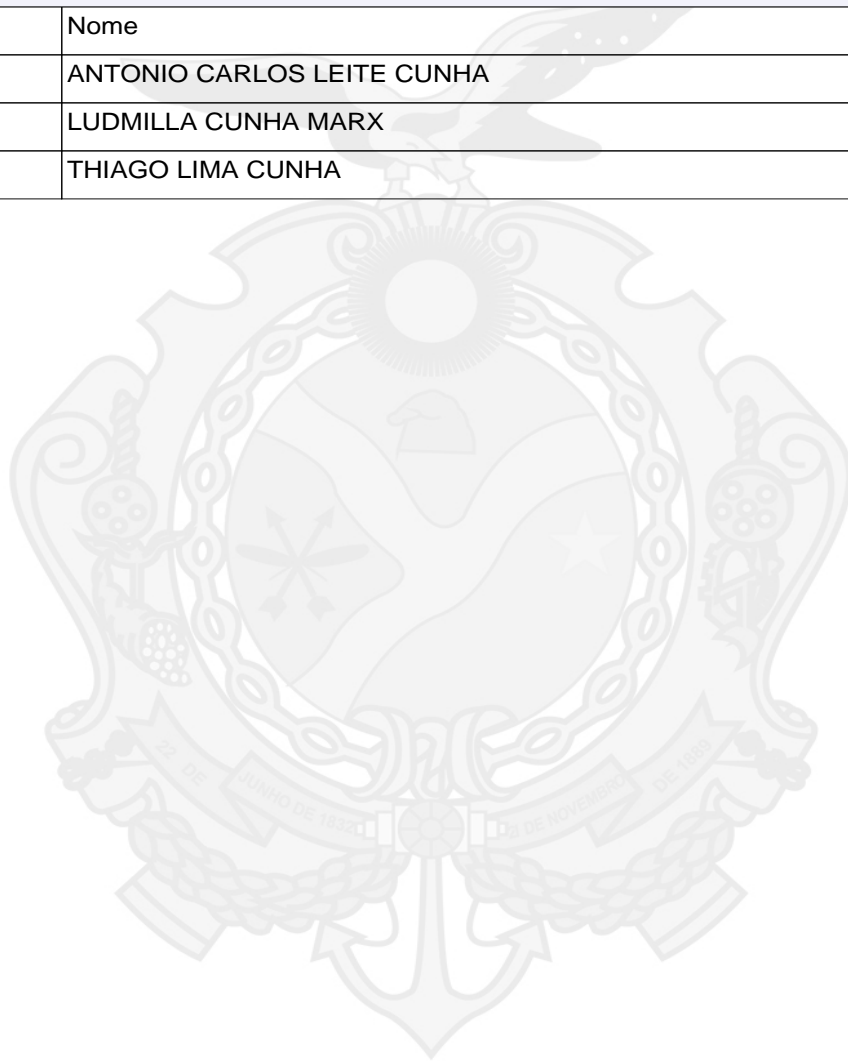 Nome
ANTONIO CARLOS LEITE CUNHA
LUDMILLA CUNHA MARX
THIAGO LIMA CUNHA
22 DE
JUNHO DE 1832
21 DE NOVEMBRO
DE 1889